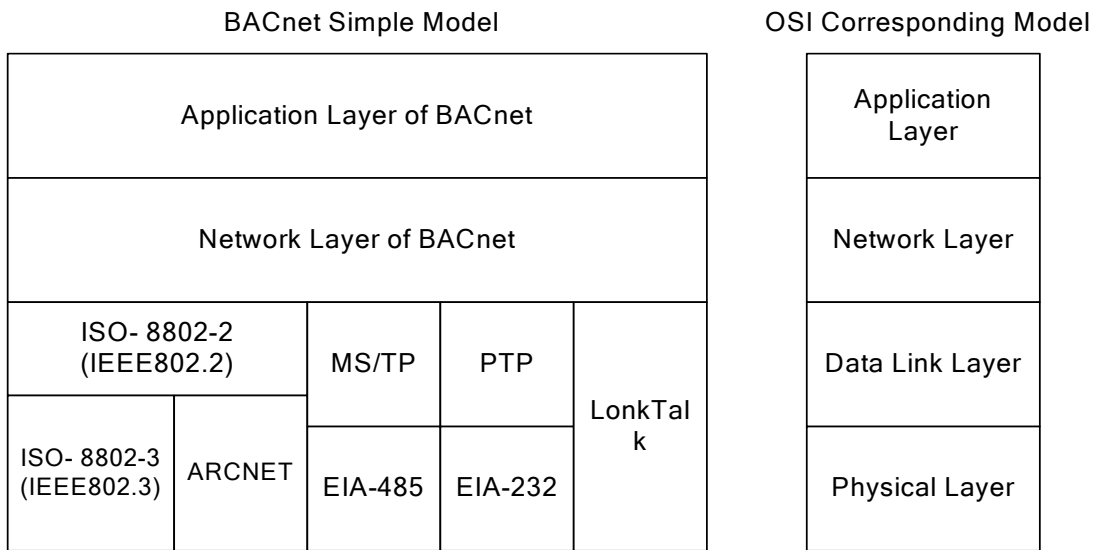 BACnet Simple Model
OSI Corresponding Model
Application Layer of BACnet
Application
Layer
Network Layer of BACnet
Network Layer
ISO- 8802-2
(IEEE802.2)
MS/TP
PTP
LonkTal
k
Data Link Layer
ISO- 8802-3
(IEEE802.3)
ARCNET
EIA-485
EIA-232
Physical Layer